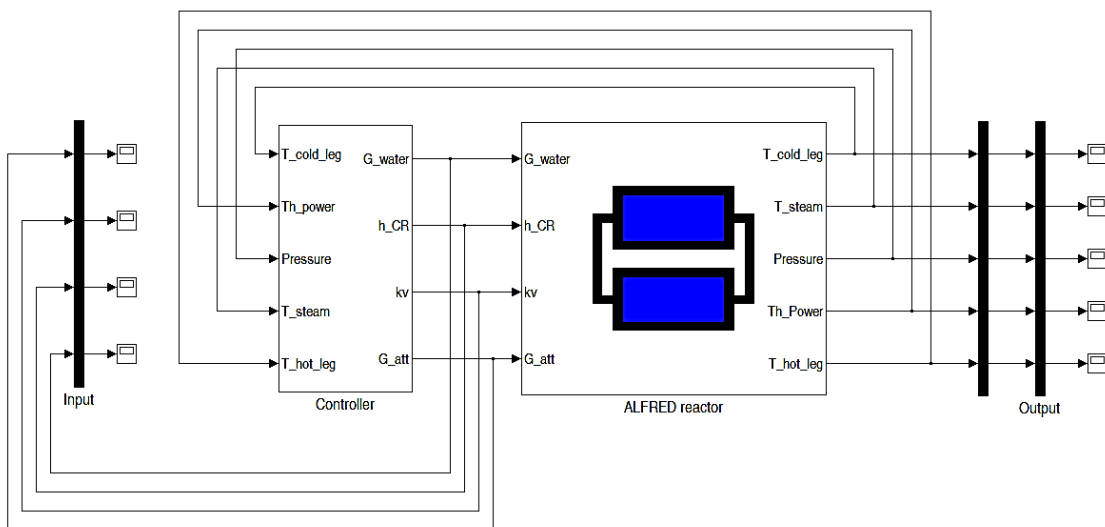 Input
T_cold_leg
Th_power
Pressure
T_steam
T_hot_leg
G_water
h_CR
kv
G_att
Controller
G_water
h_CR
kv
G_att
T_cold_leg
T_steam
Pressure
Th_Power
T_hot_leg
ALFRED reactor
Output